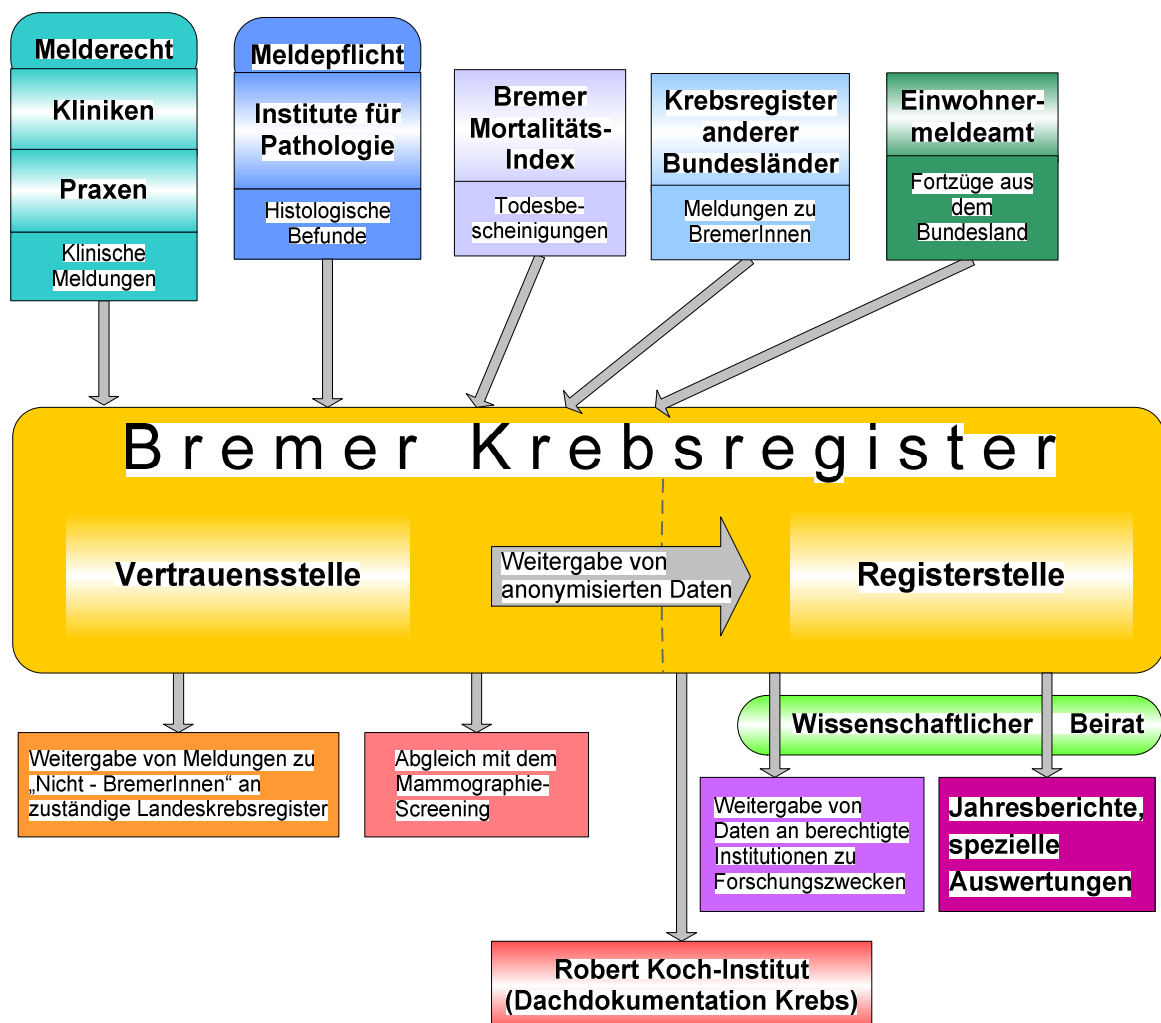 Melderecht
Kliniken
Praxen
Klinische
Meldungen
Meldepflicht
Institute für
Pathologie
Histologische
Befunde
Bremer
Mortalitäts-
Index
Todesbe-
scheinigungen
Krebsregister
anderer
Bundesländer
Meldungen zu
BremerInnen
Einwohner-
meldeamt
Fortzüge aus
dem
Bundesland
Bremer Krebsregister
Vertrauensstelle
Weitergabe von
anonymisierten Daten
Registerstelle
Weitergabe von Meldungen zu
„Nicht - BremerInnen“ an
zuständige Landeskrebsregister
Abgleich mit dem
Mammographie-
Screening
Wissenschaftlicher Beirat
Weitergabe von
Daten an berechtigte
Institutionen zu
Forschungszwecken
Jahresberichte,
spezielle
Auswertungen
Robert Koch-Institut
(Dachdokumentation Krebs)